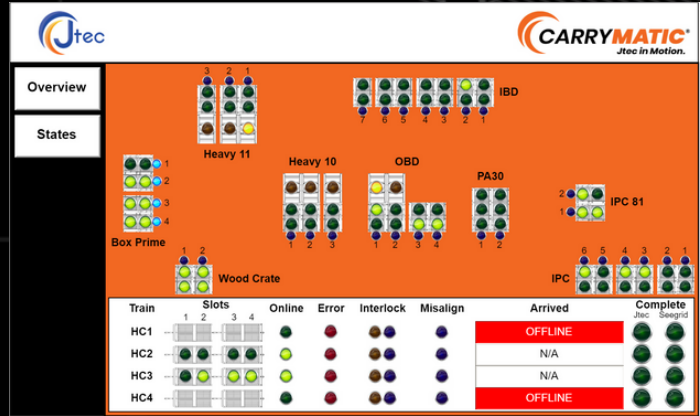 Jtec
CARRYMATIC®
Jtec in Motion.
Overview
States
3 2 1
Heavy 11
7 6 5 4 3 2 1
IBD
1
2
3
4
Box Prime
Heavy 10
1 2 3
OBD
1 2 3 4
PA30
1 2
2
1
IPC 81
1 2
Wood Crate
6 5 4 3 2 1
IPC
Train Slots Online Error Interlock Misalign Arrived Complete
1 2 3 4 Jtec Seegrid
HC1 OFFLINE
HC2 N/A
HC3 N/A
HC4 OFFLINE